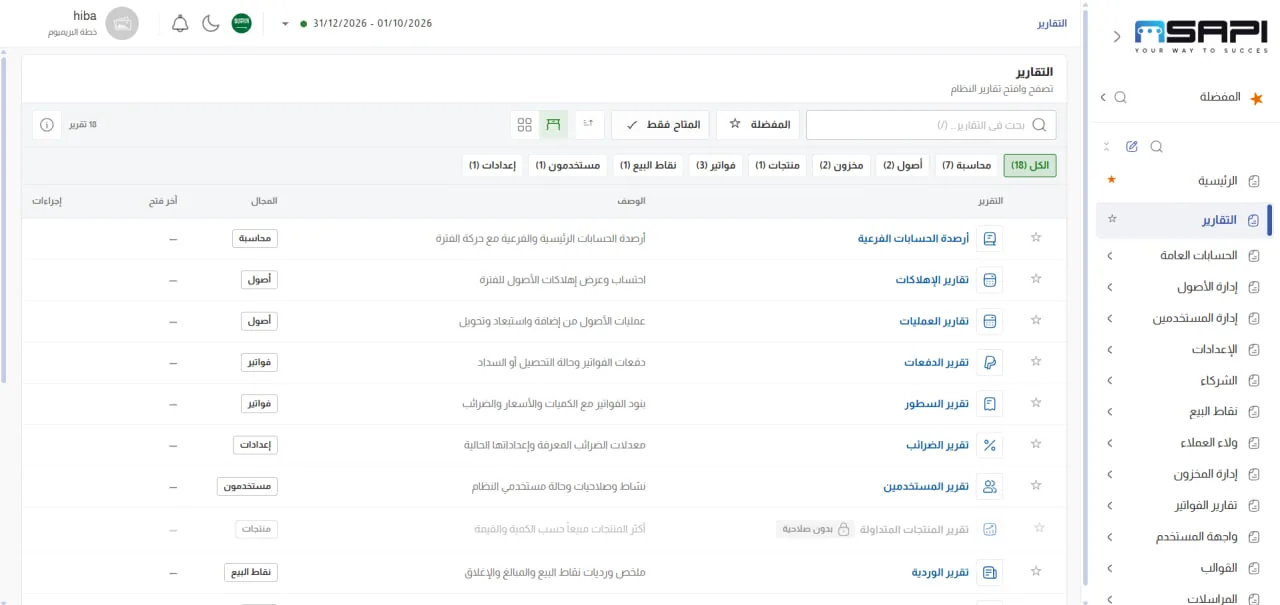 ASAPI
YOUR WAY TO SUCCES
المفضلة
الرئيسية
التقارير
الحسابات العامة
إدارة الأصول
إدارة المستخدمين
الإعدادات
الشركاء
نقاط البيع
ولاء العملاء
إدارة المخزون
تقارير الفواتير
واجهة المستخدم
القوالب
المراسلات
التقارير
31/12/2026 - 01/10/2026
hiba
خطة البريميوم
التقارير
تصفح وافتح تقارير النظام
بحث في التقارير... (/)
المفضلة
المتاح فقط
18 تقرير
الكل (18) محاسبة (7) أصول (2) مخزون (2) منتجات (1) فواتير (3) نقاط البيع (1) مستخدمون (1) إعدادات (1)
التقرير الوصف المجال آخر فتح إجراءات
أرصدة الحسابات الفرعية أرصدة الحسابات الرئيسية والفرعية مع حركة الفترة محاسبة —
تقارير الإهلاكات احتساب وعرض إهلاكات الأصول للفترة أصول —
تقارير العمليات عمليات الأصول من إضافة واستبعاد وتحويل أصول —
تقرير الدفعات دفعات الفواتير وحالة التحصيل أو السداد فواتير —
تقرير السطور بنود الفواتير مع الكميات والأسعار والضرائب فواتير —
تقرير الضرائب معدلات الضرائب المعرفة وإعداداتها الحالية إعدادات —
تقرير المستخدمين نشاط وصلاحيات وحالة مستخدمي النظام مستخدمون —
تقرير المنتجات المتداولة بدون صلاحية أكثر المنتجات مبيعاً حسب الكمية والقيمة منتجات —
تقرير الوردية ملخص ورديات نقاط البيع والمبالغ والإغلاق نقاط البيع —